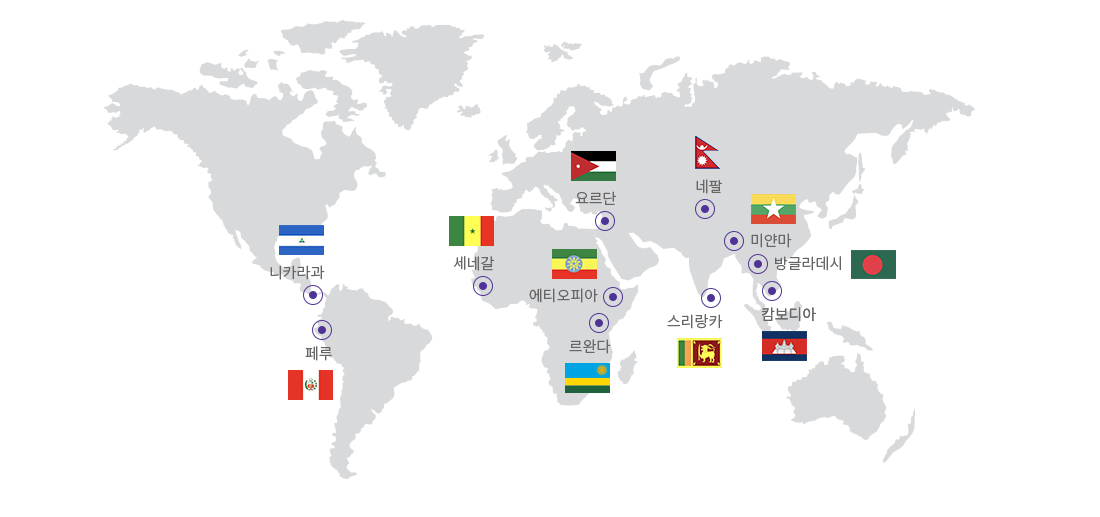 요르단
네팔
미얀마
니카라과
세네갈
방글라데시
에티오피아
캄보디아
스리랑카
르완다
페루